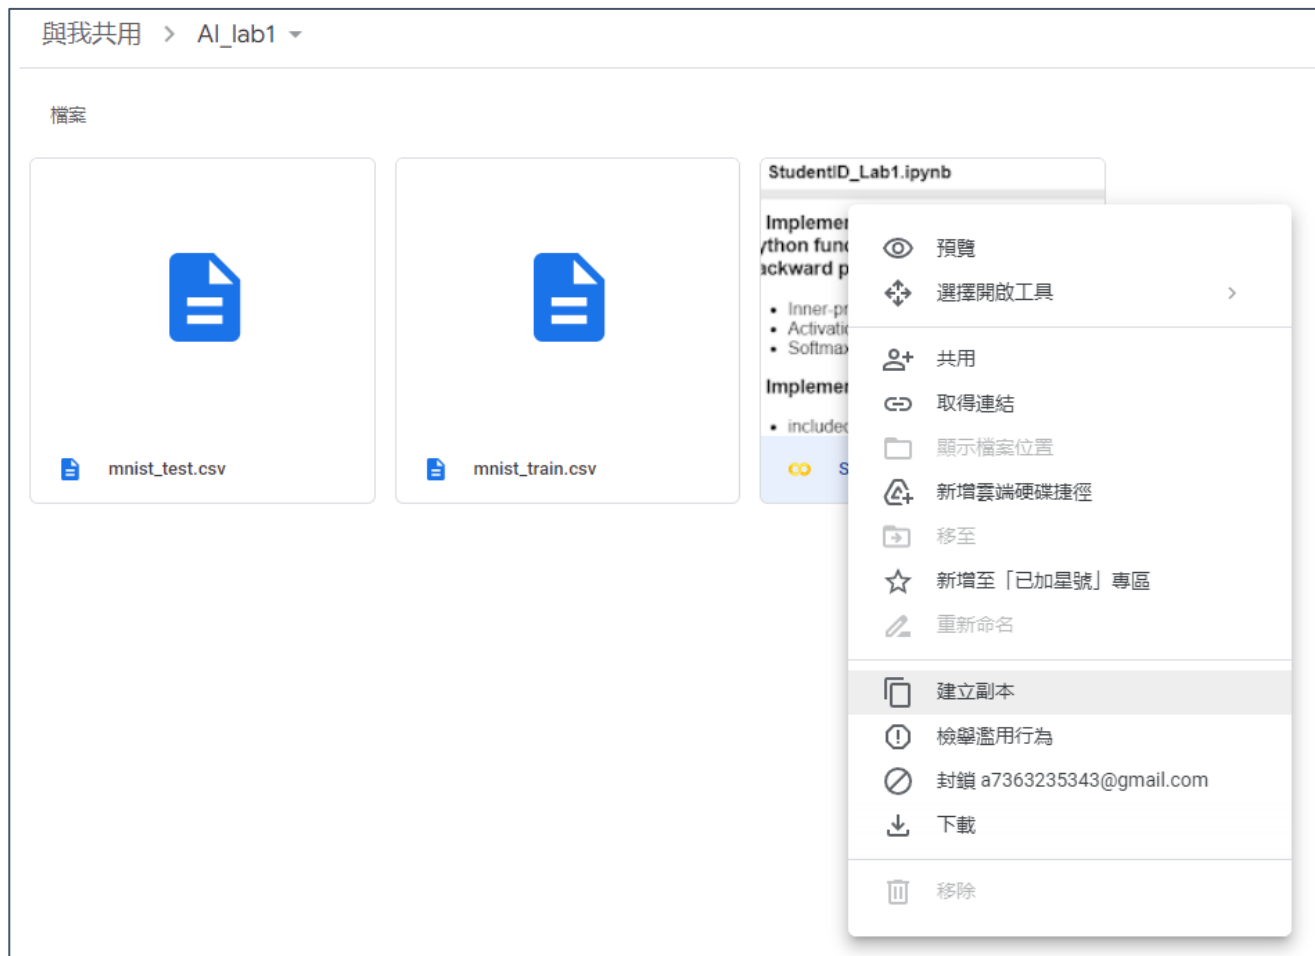 與我共用 > AI_lab1
檔案
StudentID_Lab1.ipynb
Implemen
ython func
ackward p
Inner-pr
Activatio
Softmax
Implemen
included
mnist_test.csv
mnist_train.csv
S
預覽
選擇開啟工具
共用
取得連結
顯示檔案位置
新增雲端硬碟捷徑
移至
新增至「已加星號」專區
重新命名
建立副本
檢舉濫用行為
封鎖 a7363235343@gmail.com
下載
移除